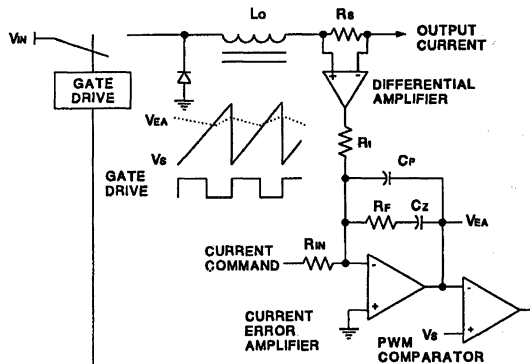 Lo
Rs
OUTPUT
CURRENT
VIN
GATE
DRIVE
+
-
DIFFERENTIAL
AMPLIFIER
VEA
RI
VS
CP
GATE
DRIVE
RF
CZ
VEA
RIN
CURRENT
COMMAND
-
-
+
CURRENT
ERROR
AMPLIFIER
VS
+
PWM
COMPARATOR